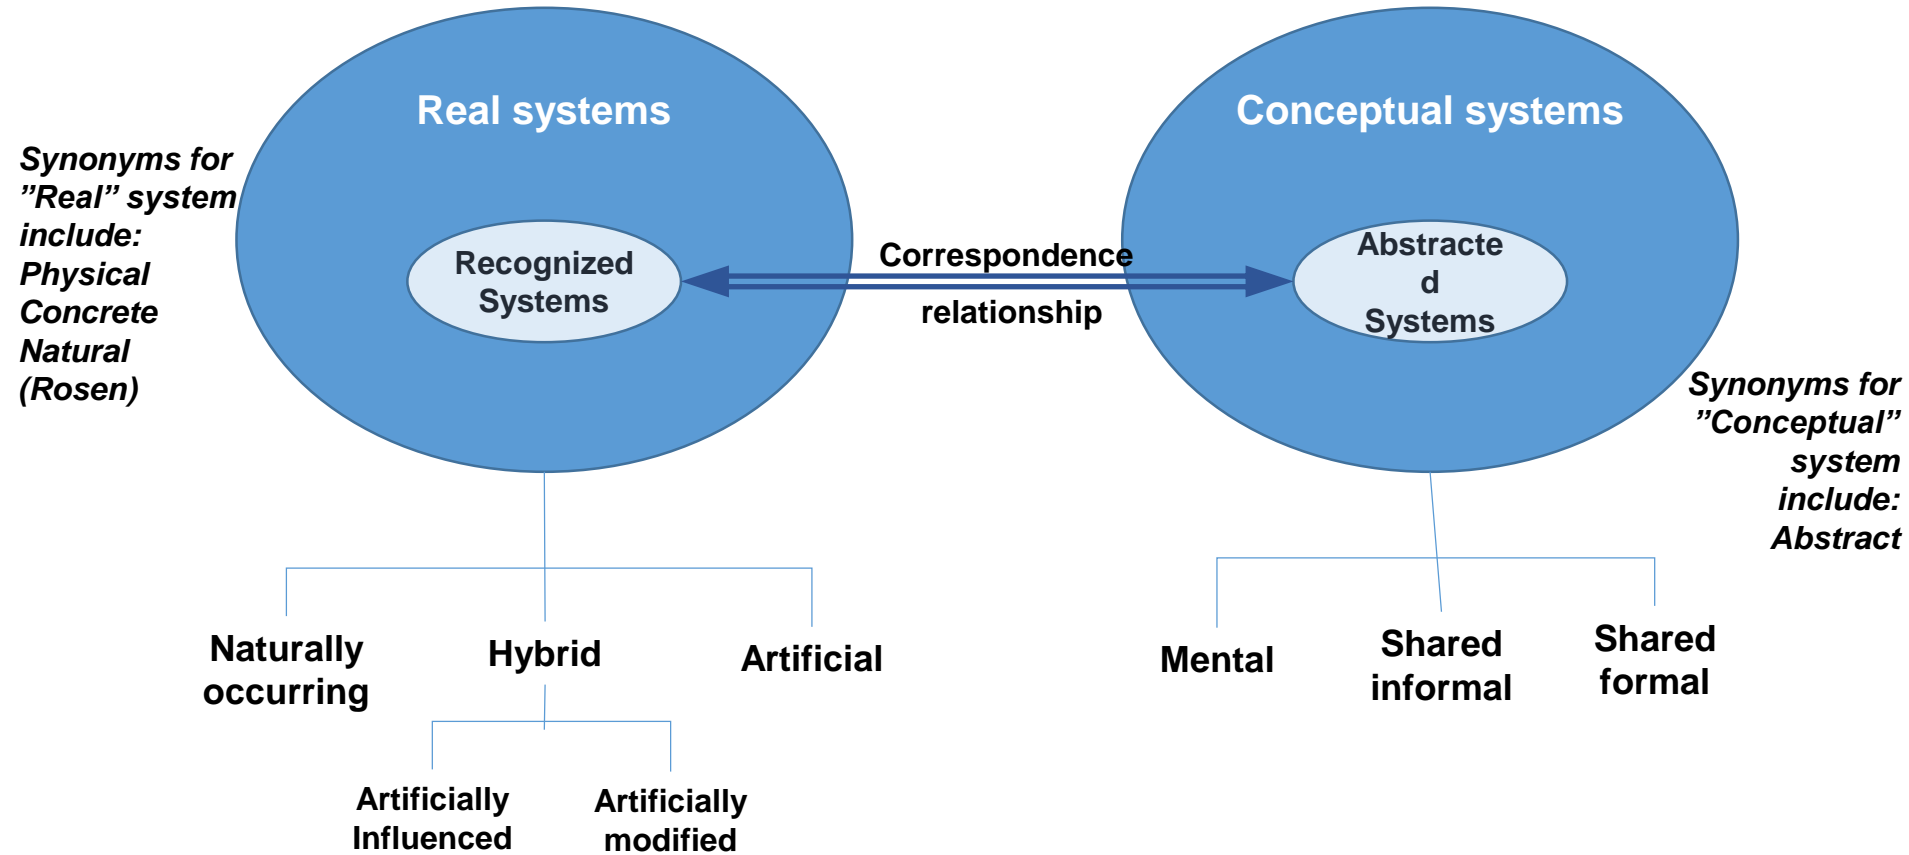 Real systems
Synonyms for
”Real” system
include:
Physical
Concrete
Natural
(Rosen)
Recognized
Systems
Correspondence
relationship
Conceptual systems
Abstracte
d
Systems
Synonyms for
”Conceptual”
system
include:
Abstract
Naturally
occurring
Hybrid
Artificial
Artificially
Influenced
Artificially
modified
Mental
Shared
informal
Shared
formal